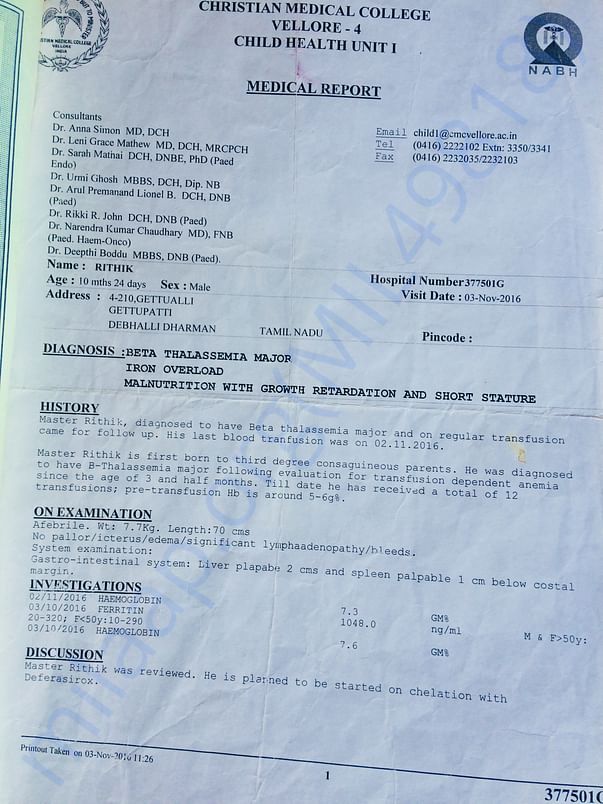 CHRISTIAN MEDICAL COLLEGE
VELLORE - 4
CHILD HEALTH UNIT I
NABH
MEDICAL REPORT
Consultants
Dr. Anna Simon MD, DCH
Dr. Leni Grace Mathew MD, DCH, MRCPCH
Dr. Sarah Mathai DCH, DNBE, PhD (Paed
Endo)
Dr. Urmi Ghosh MBBS, DCH, Dip. NB
Dr. Arul Premanand Lionel B. DCH, DNB
(Paed)
Dr. Rikki R. John DCH, DNB (Paed)
Dr. Narendra Kumar Chaudhary MD), FNB
(Paed. Haem-Onco)
Dr. Deepthi Boddu MBBS, DNB (Paed).
Email child1@cmcvellore.ac.in
Tel (0416) 2222102 Extn: 3350/3341
Fax (0416) 2232035/2232103
Name : RITHIK
Hospital Number377501G
Age : 10 mths 24 days Sex : Male
Visit Date : 03-Nov-2016
Address : 4-210,GETTUALLI
GETTUPATTI
DEBHALLI DHARMAN TAMIL NADU Pincode :
DIAGNOSIS :BETA THALASSEMIA MAJOR
IRON OVERLOAD
MALNUTRITION WITH GROWTH RETARDATION AND SHORT STATURE
HISTORY
Master Rithik, diagnosed to have Beta thalassemia major and on regular transfusion
came for follow up. His last blood tranfusion was on 02.11.2016.
Master Rithik is first born to third degree consaguineous parents. He was diagnosed
to have B-Thalassemia major following evaluation for transfusion dependent anemia
since the age of 3 and half months. Till date he has received a total of 12
transfusions; pre-transfusion Hb is around 5-6g%.
ON EXAMINATION
Afebrile. Wt: 7.7Kg. Length:70 cms
No pallor/icterus/edema/significant lymphaadenopathy/bleeds.
System examination:
Gastro-intestinal system: Liver plapabe 2 cms and spleen palpable 1 cm below costal
margin.
INVESTIGATIONS
02/11/2016 HAEMOGLOBIN 7.3 GM%
03/10/2016 FERRITIN 1048.0 ng/ml M & F>50y:
20-320; F<50y:10-290
03/10/2016 HAEMOGLOBIN 7.6 GM%
DISCUSSION
Master Rithik was reviewed. He is planned to be started on chelation with
Deferasirox.
Printout Taken on 03-Nov-2016 11:26
1
377501G